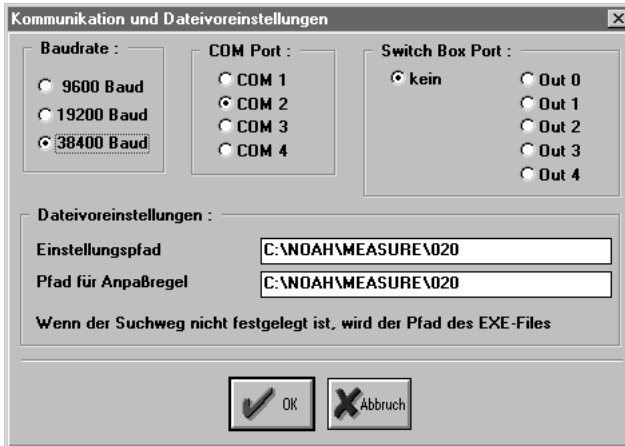 Kommunikation und Dateivoreinstellungen
Baudrate :
9600 Baud
19200 Baud
38400 Baud
COM Port :
COM 1
COM 2
COM 3
COM 4
Switch Box Port :
kein
Out 0
Out 1
Out 2
Out 3
Out 4
Dateivoreinstellungen :
Einstellungspfad C:\NOAH\MEASURE\020
Pfad für Anpaßregel C:\NOAH\MEASURE\020
Wenn der Suchweg nicht festgelegt ist, wird der Pfad des EXE-Files
OK
Abbruch